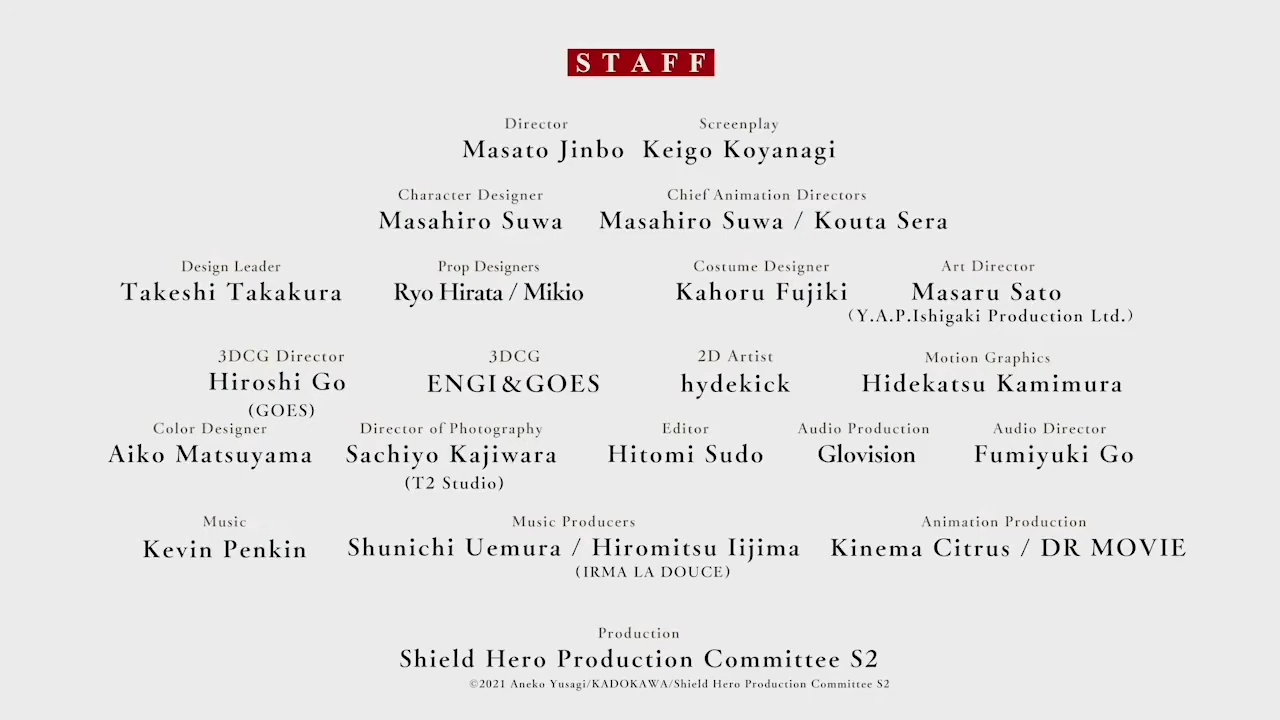 STAFF
Director Screenplay
Masato Jinbo Keigo Koyanagi
Character Designer Chief Animation Directors
Masahiro Suwa Masahiro Suwa / Kouta Sera
Design Leader Prop Designers Costume Designer Art Director
Takeshi Takakura Ryo Hirata / Mikio Kahoru Fujiki Masaru Sato
(Y.A.P.Ishigaki Production Ltd.)
3DCG Director 3DCG 2D Artist Motion Graphics
Hiroshi Go ENGI&GOES hydekick Hidekatsu Kamimura
(GOES)
Color Designer Director of Photography Editor Audio Production Audio Director
Aiko Matsuyama Sachiyo Kajiwara Hitomi Sudo Glovision Fumiyuki Go
(T2 Studio)
Music Music Producers Animation Production
Kevin Penkin Shunichi Uemura / Hiromitsu Iijima Kinema Citrus / DR MOVIE
(IRMA LA DOUCE)
Production
Shield Hero Production Committee S2
©2021 Aneko Yusagi/KADOKAWA/Shield Hero Production Committee S2